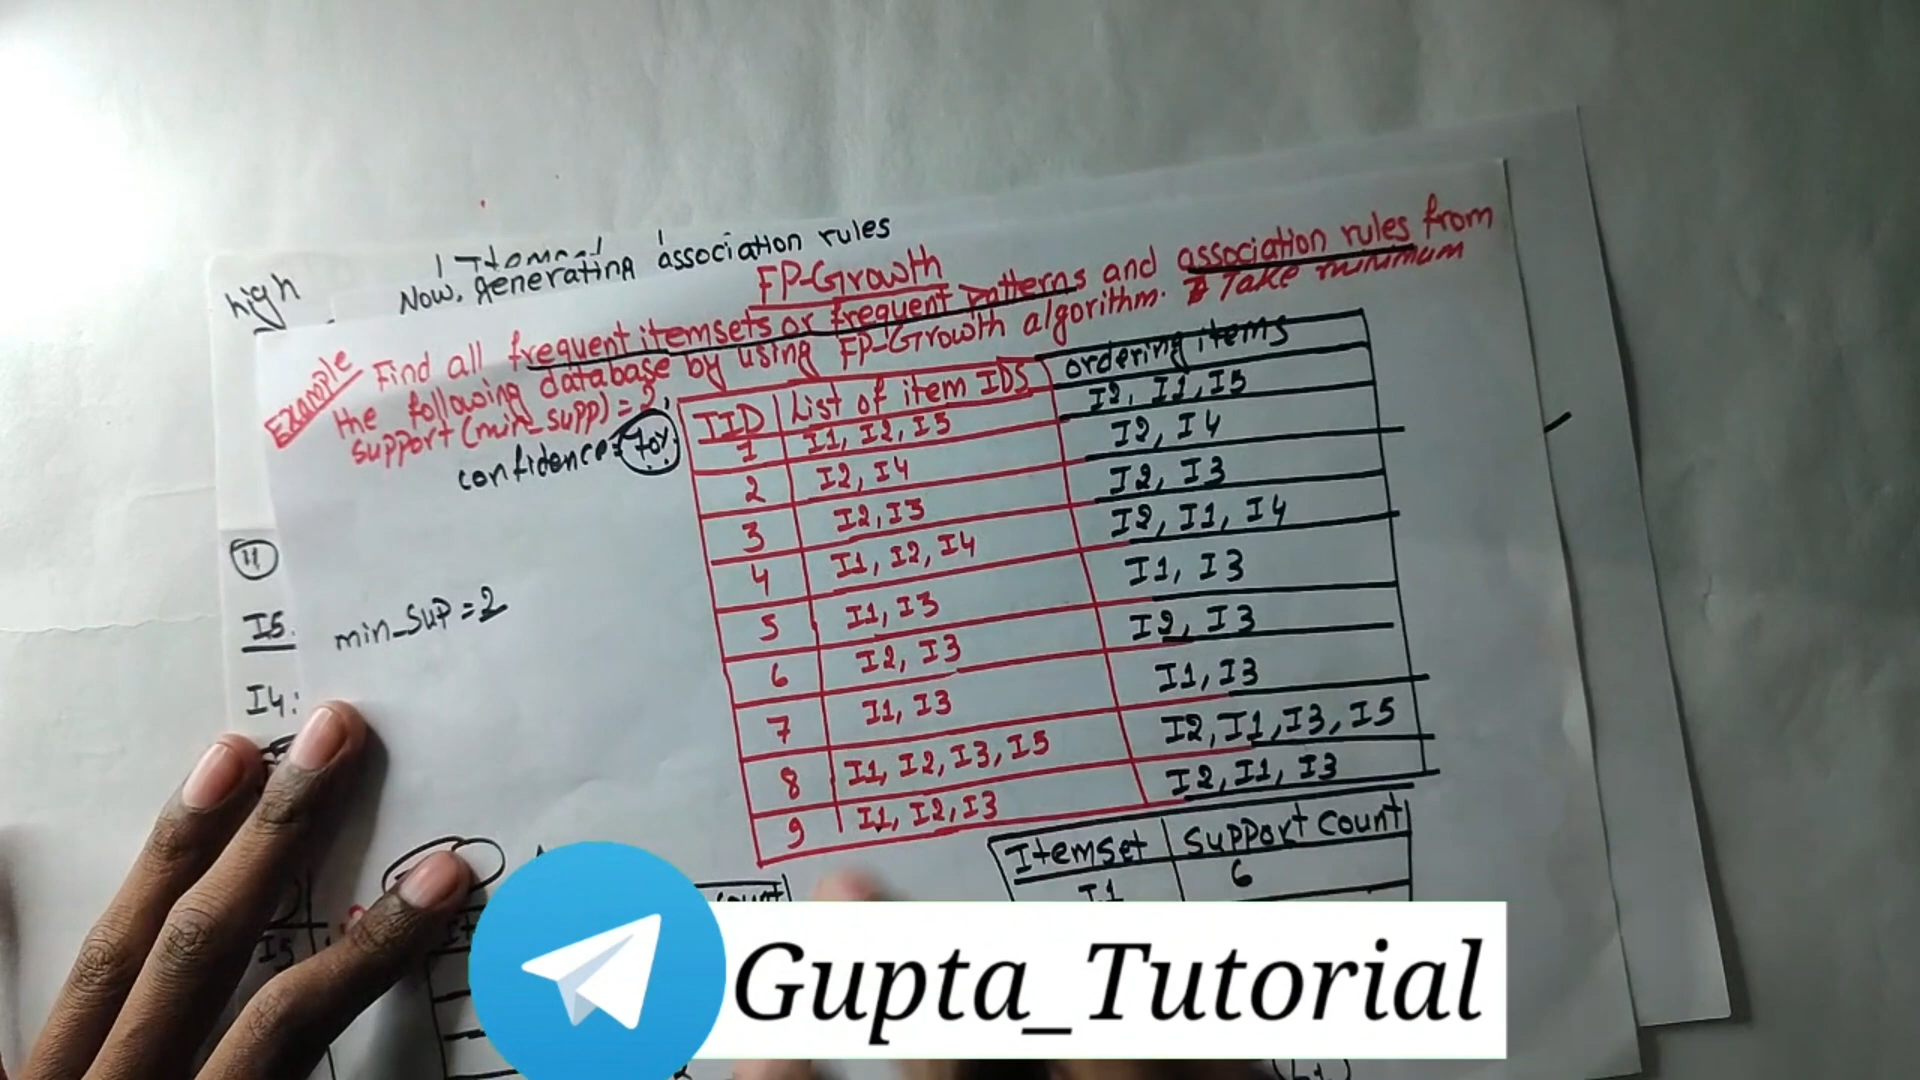 high
Now, generating association rules
FP-Growth
Example
Find all frequent itemsets or frequent patterns and association rules from
the following database by using FP-Growth algorithm. Take minimum
support (min_supp) = 2,
confidence = 70%
min_sup = 2
TID | List of item IDS | ordering items
1 | I1, I2, I5 | I2, I1, I5
2 | I2, I4 | I2, I4
3 | I2, I3 | I2, I3
4 | I1, I2, I4 | I2, I1, I4
5 | I1, I3 | I1, I3
6 | I2, I3 | I2, I3
7 | I1, I3 | I1, I3
8 | I1, I2, I3, I5 | I2, I1, I3, I5
9 | I1, I2, I3 | I2, I1, I3
Itemset | Support count
I1 | 6
I5.
I4:
I5
Gupta_Tutorial
(L1)